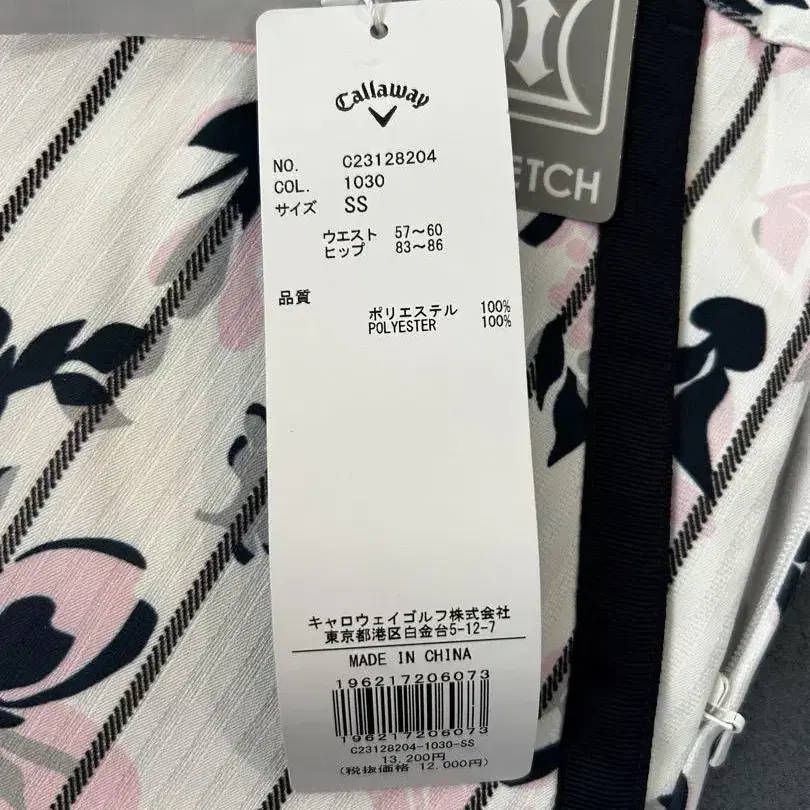 Callaway
NO. C23128204
COL. 1030
サイズ SS
ウエスト 57～60
ヒップ 83～86
品質
ポリエステル 100%
POLYESTER 100%
キャロウェイゴルフ株式会社
東京都港区白金台5-12-7
MADE IN CHINA
196217206073
196217206073
C23128204-1030-SS
13,200円
(税抜価格 12,000円)
ETCH